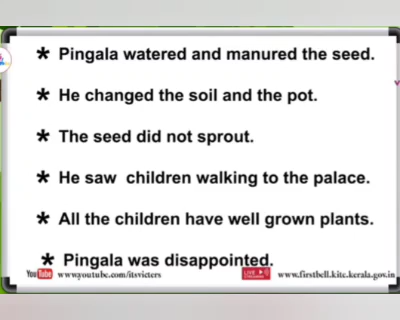 * Pingala watered and manured the seed.
* He changed the soil and the pot.
* The seed did not sprout.
* He saw children walking to the palace.
* All the children have well grown plants.
* Pingala was disappointed.
YouTube www.youtube.com/itsvicters LIVE www.firstbell.kite.kerala.gov.in